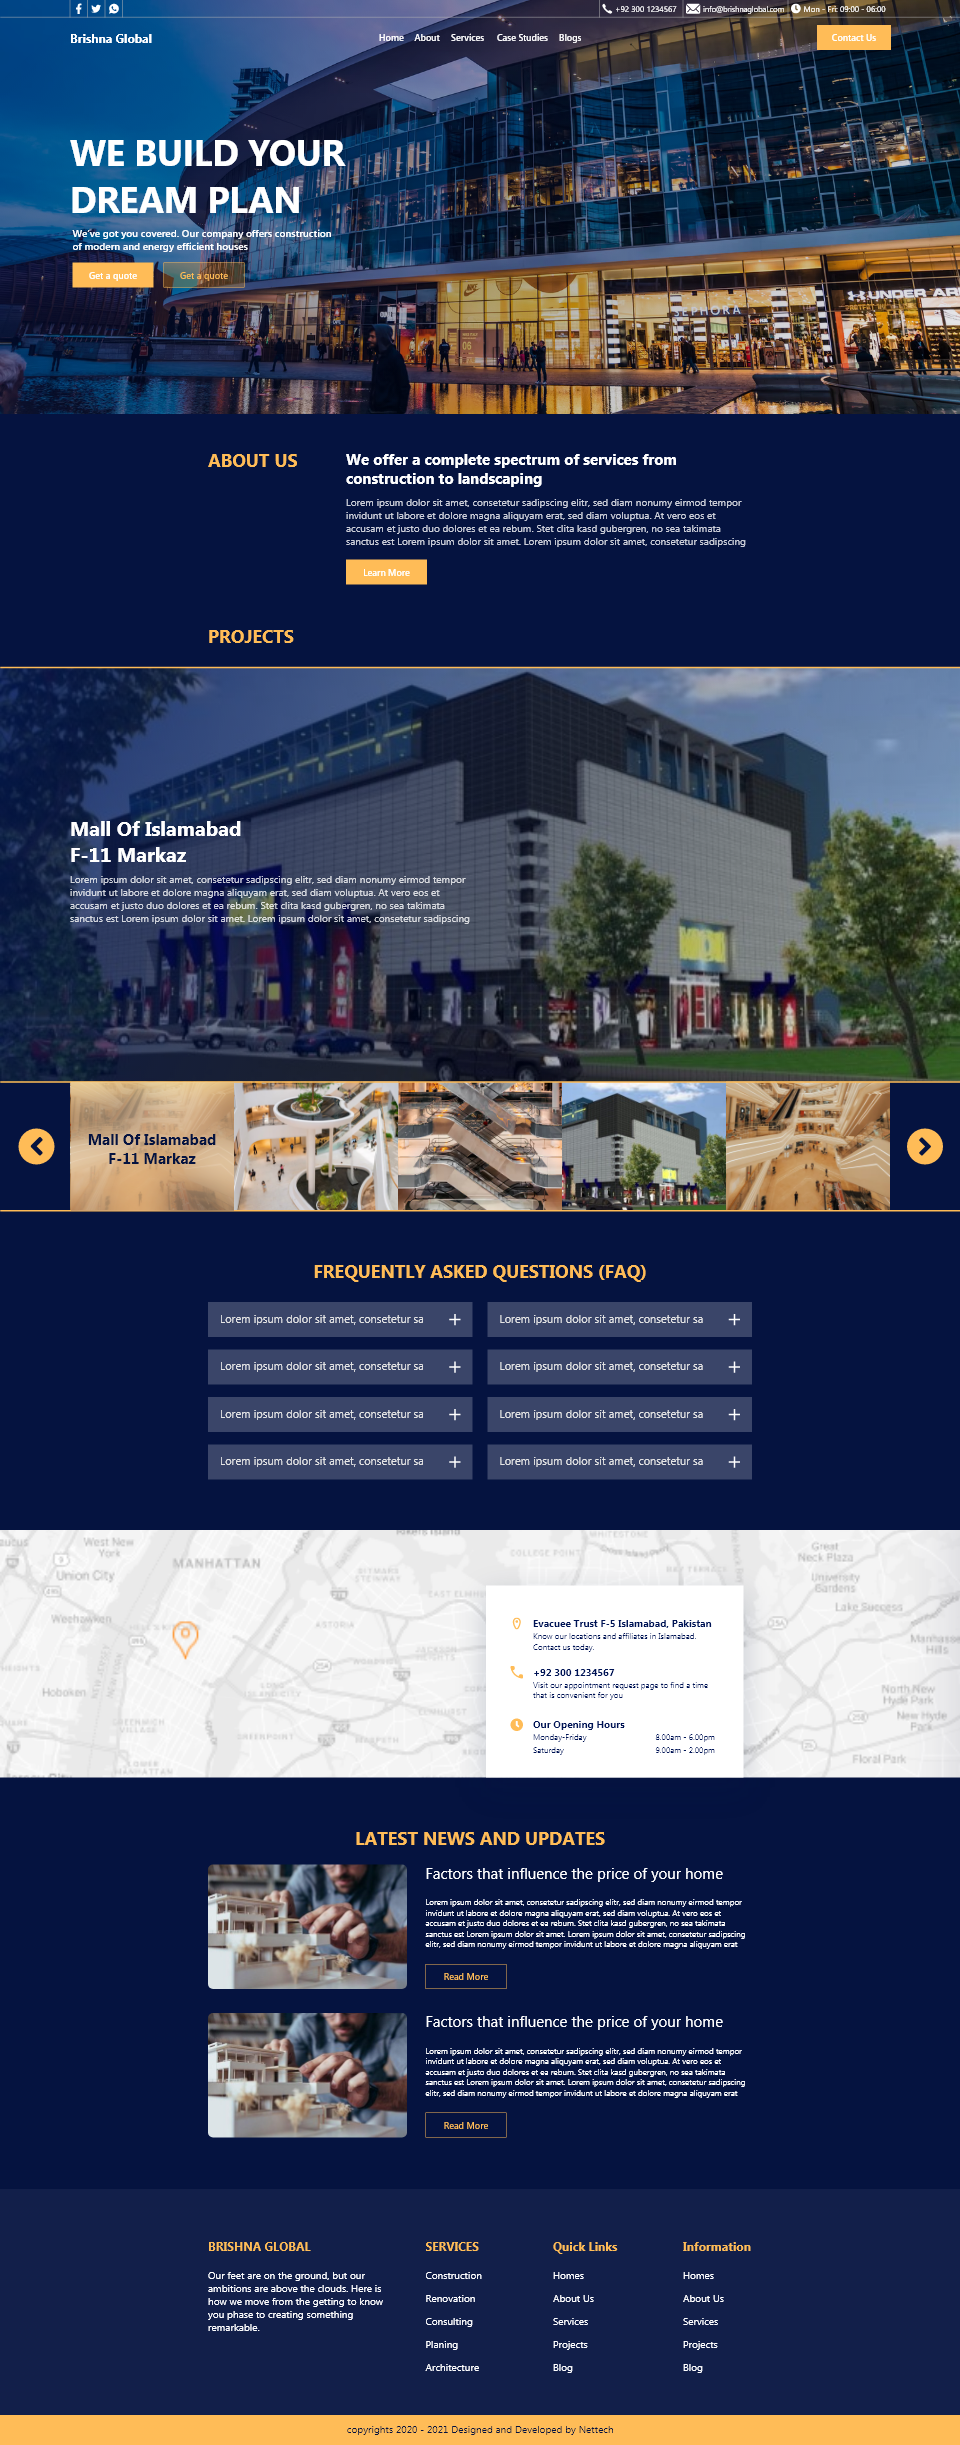 +92 300 1234567
info@brishnaglobal.com
Mon - Fri: 09:00 - 06:00
Brishna Global
Home About Services Case Studies Blogs
Contact Us
WE BUILD YOUR
DREAM PLAN
We've got you covered. Our company offers construction
of modern and energy efficient houses
Get a quote
Get a quote
SEPHORA
UNDER AR
06
ABOUT US
We offer a complete spectrum of services from
construction to landscaping
Lorem ipsum dolor sit amet, consetetur sadipscing elitr, sed diam nonumy eirmod tempor
invidunt ut labore et dolore magna aliquyam erat, sed diam voluptua. At vero eos et
accusam et justo duo dolores et ea rebum. Stet clita kasd gubergren, no sea takimata
sanctus est Lorem ipsum dolor sit amet. Lorem ipsum dolor sit amet, consetetur sadipscing
Learn More
PROJECTS
Mall Of Islamabad
F-11 Markaz
Lorem ipsum dolor sit amet, consetetur sadipscing elitr, sed diam nonumy eirmod tempor
invidunt ut labore et dolore magna aliquyam erat, sed diam voluptua. At vero eos et
accusam et justo duo dolores et ea rebum. Stet clita kasd gubergren, no sea takimata
sanctus est Lorem ipsum dolor sit amet. Lorem ipsum dolor sit amet, consetetur sadipscing
Mall Of Islamabad
F-11 Markaz
FREQUENTLY ASKED QUESTIONS (FAQ)
Lorem ipsum dolor sit amet, consetetur sa
Lorem ipsum dolor sit amet, consetetur sa
Lorem ipsum dolor sit amet, consetetur sa
Lorem ipsum dolor sit amet, consetetur sa
Lorem ipsum dolor sit amet, consetetur sa
Lorem ipsum dolor sit amet, consetetur sa
Lorem ipsum dolor sit amet, consetetur sa
Lorem ipsum dolor sit amet, consetetur sa
West New
York
MANHATTAN
Union City
Weehawken
Hoboken
HEIGHTS
GREENWICH
VILLAGE
LOWER
MANHATTAN
ASTORIA
GREENPOINT
MASPETH
ELMHURST
JACKSON
HEIGHTS
EAST ELMHU
COLLEGE POINT
WHITESTONE
BAY TERRACE
Great
Neck Plaza
University
Gardens
Lake Success
Manhasse
Hills
North New
Hyde Park
New Hyde
Park
Floral Park
Evacuee Trust F-5 Islamabad, Pakistan
Know our locations and affiliates in Islamabad.
Contact us today.
+92 300 1234567
Visit our appointment request page to find a time
that is convenient for you
Our Opening Hours
Monday-Friday 8.00am - 6.00pm
Saturday 9.00am - 2.00pm
LATEST NEWS AND UPDATES
Factors that influence the price of your home
Lorem ipsum dolor sit amet, consetetur sadipscing elitr, sed diam nonumy eirmod tempor
invidunt ut labore et dolore magna aliquyam erat, sed diam voluptua. At vero eos et
accusam et justo duo dolores et ea rebum. Stet clita kasd gubergren, no sea takimata
sanctus est Lorem ipsum dolor sit amet. Lorem ipsum dolor sit amet, consetetur sadipscing
elitr, sed diam nonumy eirmod tempor invidunt ut labore et dolore magna aliquyam erat
Read More
Factors that influence the price of your home
Lorem ipsum dolor sit amet, consetetur sadipscing elitr, sed diam nonumy eirmod tempor
invidunt ut labore et dolore magna aliquyam erat, sed diam voluptua. At vero eos et
accusam et justo duo dolores et ea rebum. Stet clita kasd gubergren, no sea takimata
sanctus est Lorem ipsum dolor sit amet. Lorem ipsum dolor sit amet, consetetur sadipscing
elitr, sed diam nonumy eirmod tempor invidunt ut labore et dolore magna aliquyam erat
Read More
BRISHNA GLOBAL
Our feet are on the ground, but our
ambitions are above the clouds. Here is
how we move from the getting to know
you phase to creating something
remarkable.
SERVICES
Construction
Renovation
Consulting
Planing
Architecture
Quick Links
Homes
About Us
Services
Projects
Blog
Information
Homes
About Us
Services
Projects
Blog
copyrights 2020 - 2021 Designed and Developed by Nettech